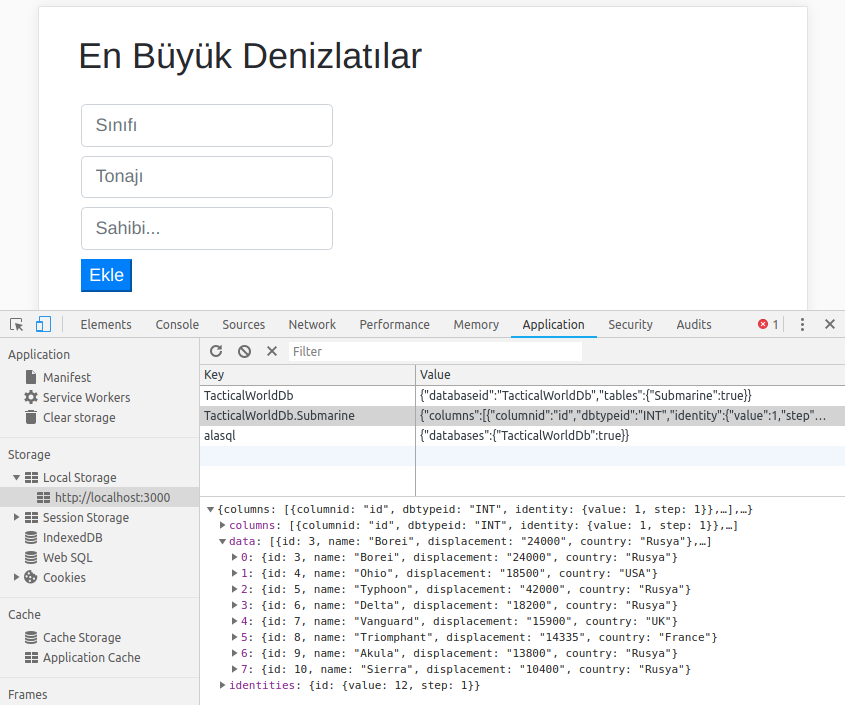 En Büyük Denizlatılar
Sınıfı
Tonajı
Sahibi...
Ekle
Elements Console Sources Network Performance Memory Application Security Audits 1
Application
Manifest
Service Workers
Clear storage
Storage
Local Storage
http://localhost:3000
Session Storage
IndexedDB
Web SQL
Cookies
Cache
Cache Storage
Application Cache
Frames
Filter
Key Value
TacticalWorldDb {"databaseid":"TacticalWorldDb","tables":{"Submarine":true}}
TacticalWorldDb.Submarine {"columns":[{"columnid":"id","dbtypeid":"INT","identity":{"value":1,"step"...
alasql {"databases":{"TacticalWorldDb":true}}
{columns: [{columnid: "id", dbtypeid: "INT", identity: {value: 1, step: 1}},…],…}
columns: [{columnid: "id", dbtypeid: "INT", identity: {value: 1, step: 1}},…]
data: [{id: 3, name: "Borei", displacement: "24000", country: "Rusya"},…]
0: {id: 3, name: "Borei", displacement: "24000", country: "Rusya"}
1: {id: 4, name: "Ohio", displacement: "18500", country: "USA"}
2: {id: 5, name: "Typhoon", displacement: "42000", country: "Rusya"}
3: {id: 6, name: "Delta", displacement: "18200", country: "Rusya"}
4: {id: 7, name: "Vanguard", displacement: "15900", country: "UK"}
5: {id: 8, name: "Triomphant", displacement: "14335", country: "France"}
6: {id: 9, name: "Akula", displacement: "13800", country: "Rusya"}
7: {id: 10, name: "Sierra", displacement: "10400", country: "Rusya"}
identities: {id: {value: 12, step: 1}}